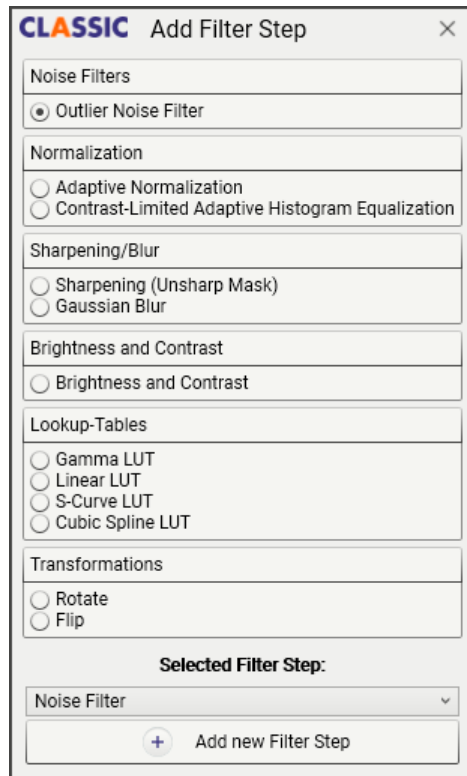 CLASSIC Add Filter Step
Noise Filters
Outlier Noise Filter
Normalization
Adaptive Normalization
Contrast-Limited Adaptive Histogram Equalization
Sharpening/Blur
Sharpening (Unsharp Mask)
Gaussian Blur
Brightness and Contrast
Brightness and Contrast
Lookup-Tables
Gamma LUT
Linear LUT
S-Curve LUT
Cubic Spline LUT
Transformations
Rotate
Flip
Selected Filter Step:
Noise Filter
Add new Filter Step